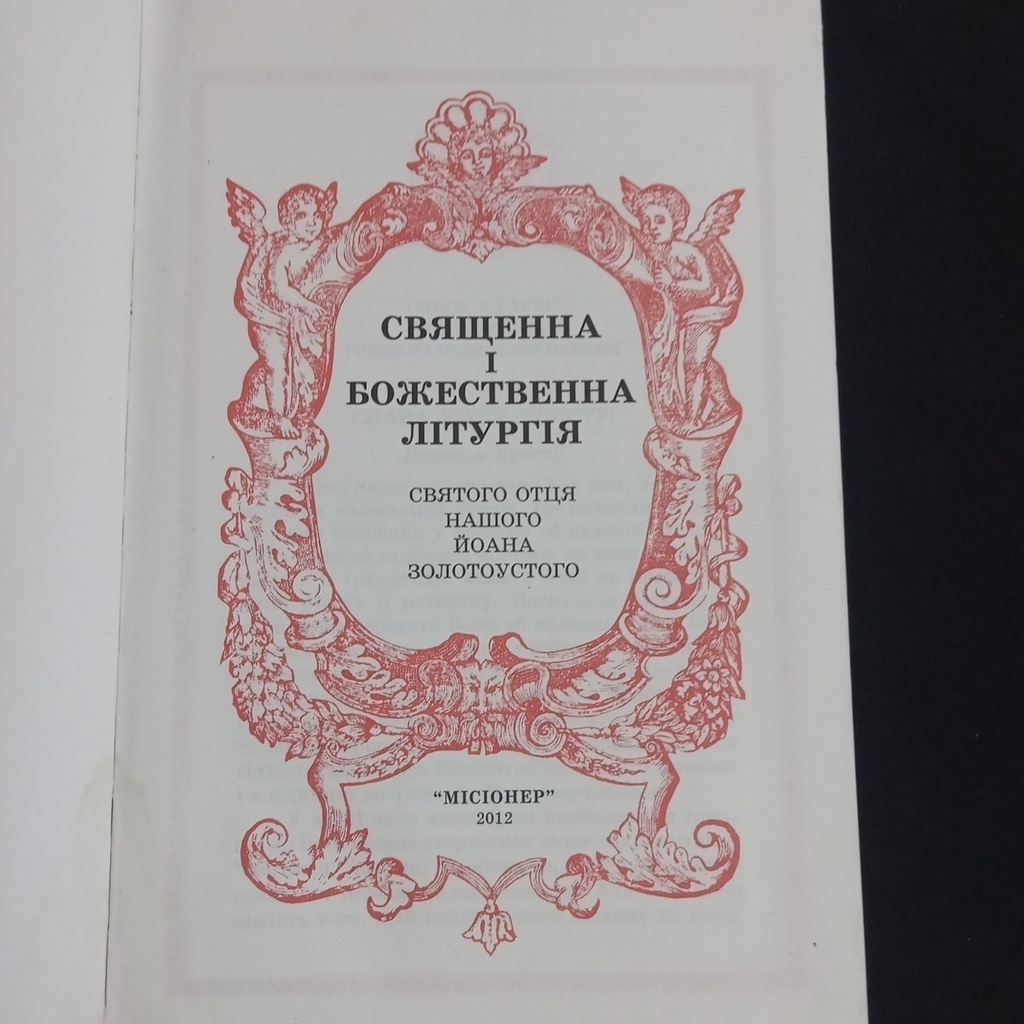 СВЯЩЕННА
І
БОЖЕСТВЕННА
ЛІТУРГІЯ
СВЯТОГО ОТЦЯ
НАШОГО
ЙОАНА
ЗОЛОТОУСТОГО
“МІСІОНЕР”
2012